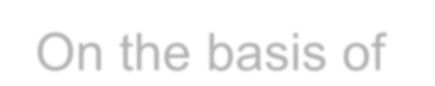 On the basis of